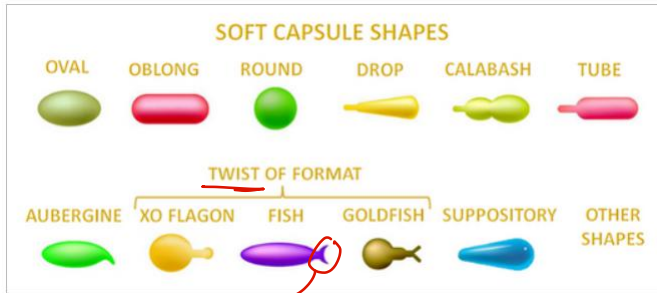 SOFT CAPSULE SHAPES
OVAL OBLONG ROUND DROP CALABASH TUBE
TWIST OF FORMAT
AUBERGINE XO FLAGON FISH GOLDFISH SUPPOSITORY OTHER
SHAPES